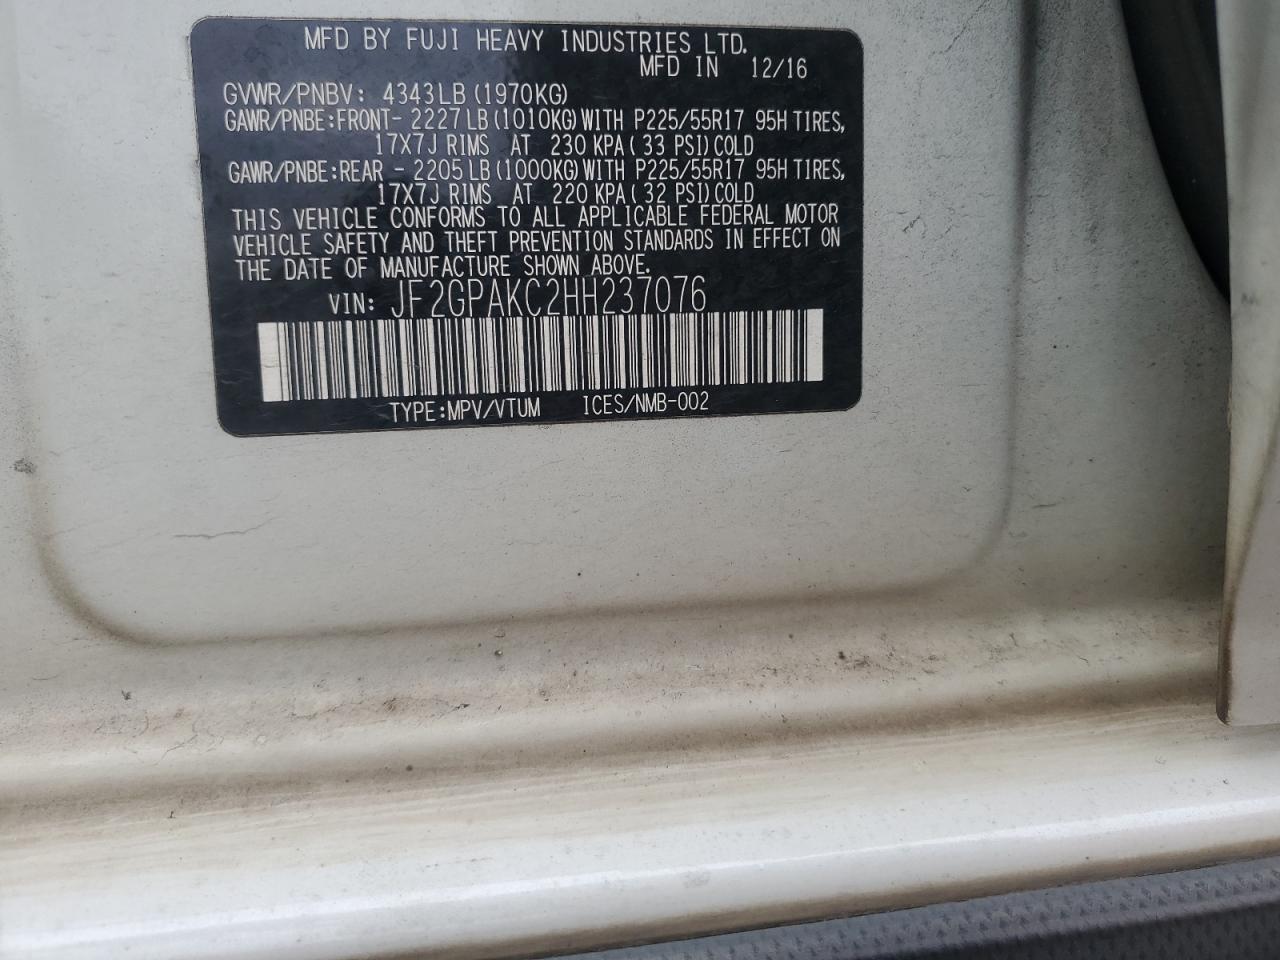 MFD BY FUJI HEAVY INDUSTRIES LTD.
MFD IN 12/16
GVWR/PNBV: 4343LB (1970KG)
GAWR/PNBE:FRONT- 2227 LB (1010KG) WITH P225/55R17 95H TIRES,
17X7J RIMS AT 230 KPA ( 33 PSI) COLD
GAWR/PNBE:REAR - 2205 LB (1000KG) WITH P225/55R17 95H TIRES,
17X7J RIMS AT 220 KPA ( 32 PSI) COLD
THIS VEHICLE CONFORMS TO ALL APPLICABLE FEDERAL MOTOR
VEHICLE SAFETY AND THEFT PREVENTION STANDARDS IN EFFECT ON
THE DATE OF MANUFACTURE SHOWN ABOVE.
VIN: JF2GPAKC2HH237076
TYPE:MPV/VTUM ICES/NMB-002